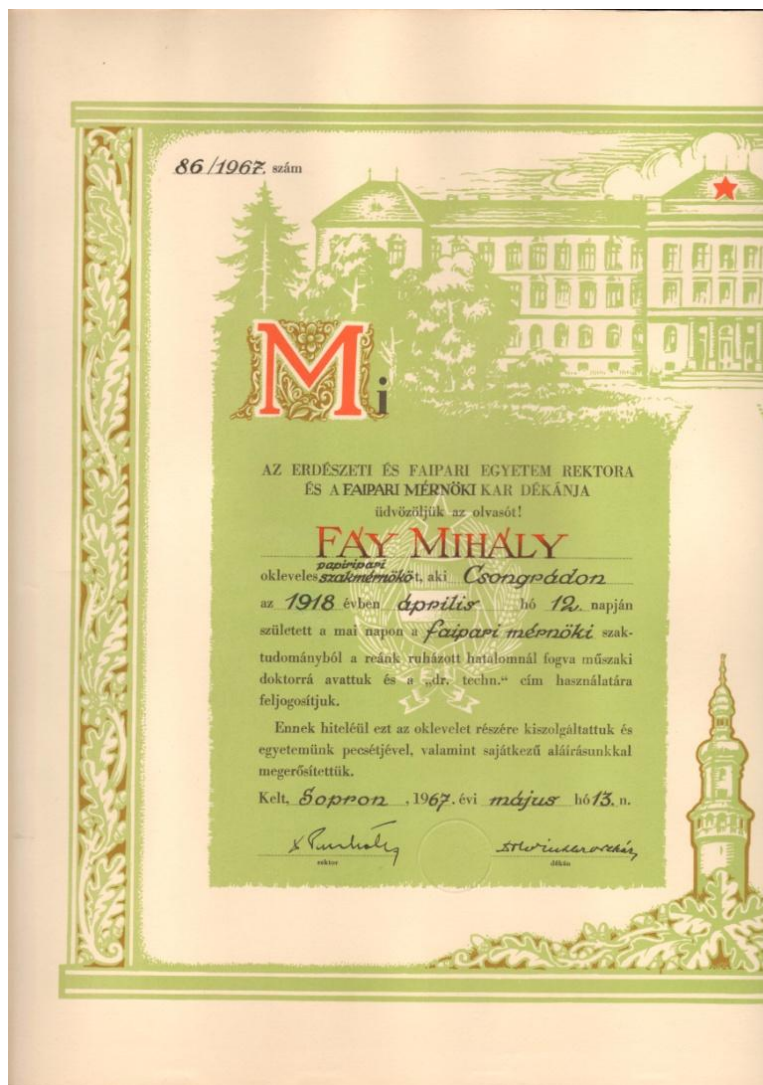 86/1967. szám
Mi
AZ ERDÉSZETI ÉS FAIPARI EGYETEM REKTORA
ÉS A FAIPARI MÉRNÖKI KAR DÉKÁNJA
üdvözöljük az olvasót!
FÁY MIHÁLY
papiripari
okleveles szakmérnököt, aki Csongrádon
az 1918 évben április hó 12. napján
született a mai napon a faipari mérnöki szak-
tudományból a reánk ruházott hatalomnál fogva műszaki
doktorrá avattuk és a „dr. techn.“ cím használatára
feljogosítjuk.
Ennek hiteléül ezt az oklevelet részére kiszolgáltattuk és
egyetemünk pecsétjével, valamint sajátkezű aláírásunkkal
megerősítettük.
Kelt, Sopron, 1967. évi május hó 13. n.
rektor
dékán